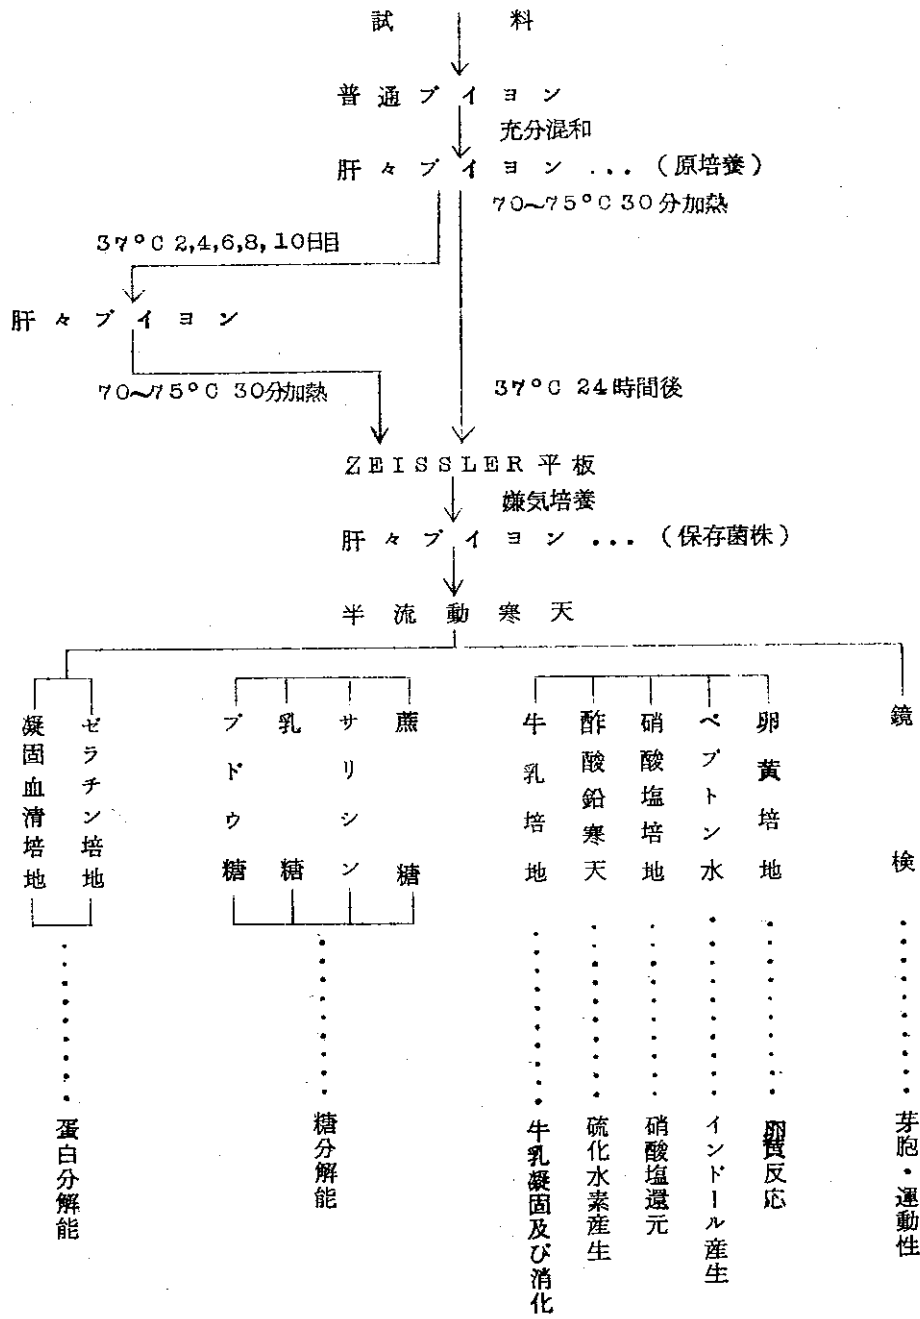 試料
普通ブイヨン
充分混和
肝々ブイヨン...(原培養)
70~75°C 30分加熱
37°C 2,4,6,8,10日目
肝々ブイヨン
70~75°C 30分加熱
37°C 24時間後
ZEISSLER平板
嫌気培養
肝々ブイヨン...(保存菌株)
半流動寒天
凝固血清培地
ゼラチン培地
ブドウ糖
乳糖
サリシン
蔗糖
牛乳培地
酢酸鉛寒天
硝酸塩培地
ペプトン水
卵黄培地
鏡検
蛋白分解能
糖分解能
牛乳凝固及び消化
硫化水素産生
硝酸塩還元
インドール産生
卵黄反応
芽胞・運動性